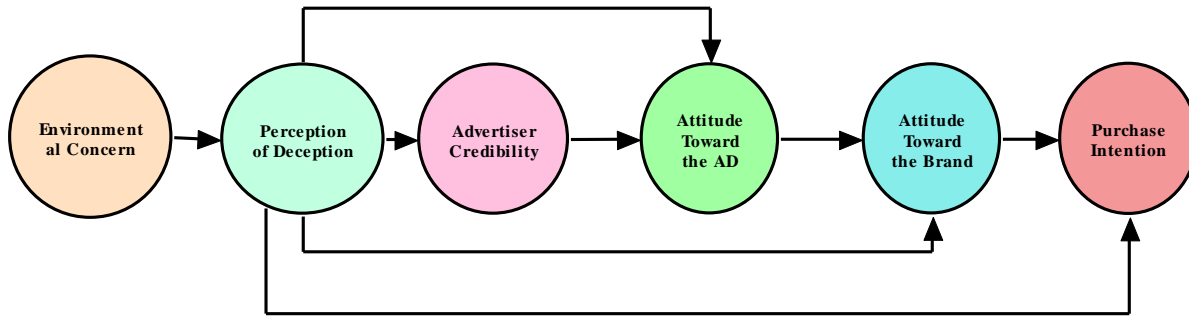 Environment
al Concern
Perception
of Deception
Advertiser
Credibility
Attitude
Toward
the AD
Attitude
Toward
the Brand
Purchase
Intention